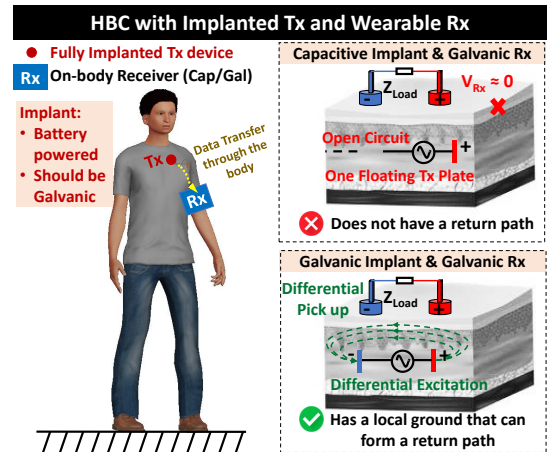 HBC with Implanted Tx and Wearable Rx
Fully Implanted Tx device
Rx On-body Receiver (Cap/Gal)
Implant:
• Battery
powered
• Should be
Galvanic
Tx
Data Transfer
through the
body
Rx
Capacitive Implant & Galvanic Rx
- Z_Load +
V_Rx ≈ 0
Open Circuit
+
One Floating Tx Plate
Does not have a return path
Galvanic Implant & Galvanic Rx
Differential
Pick up
- Z_Load +
- +
Differential Excitation
Has a local ground that can
form a return path